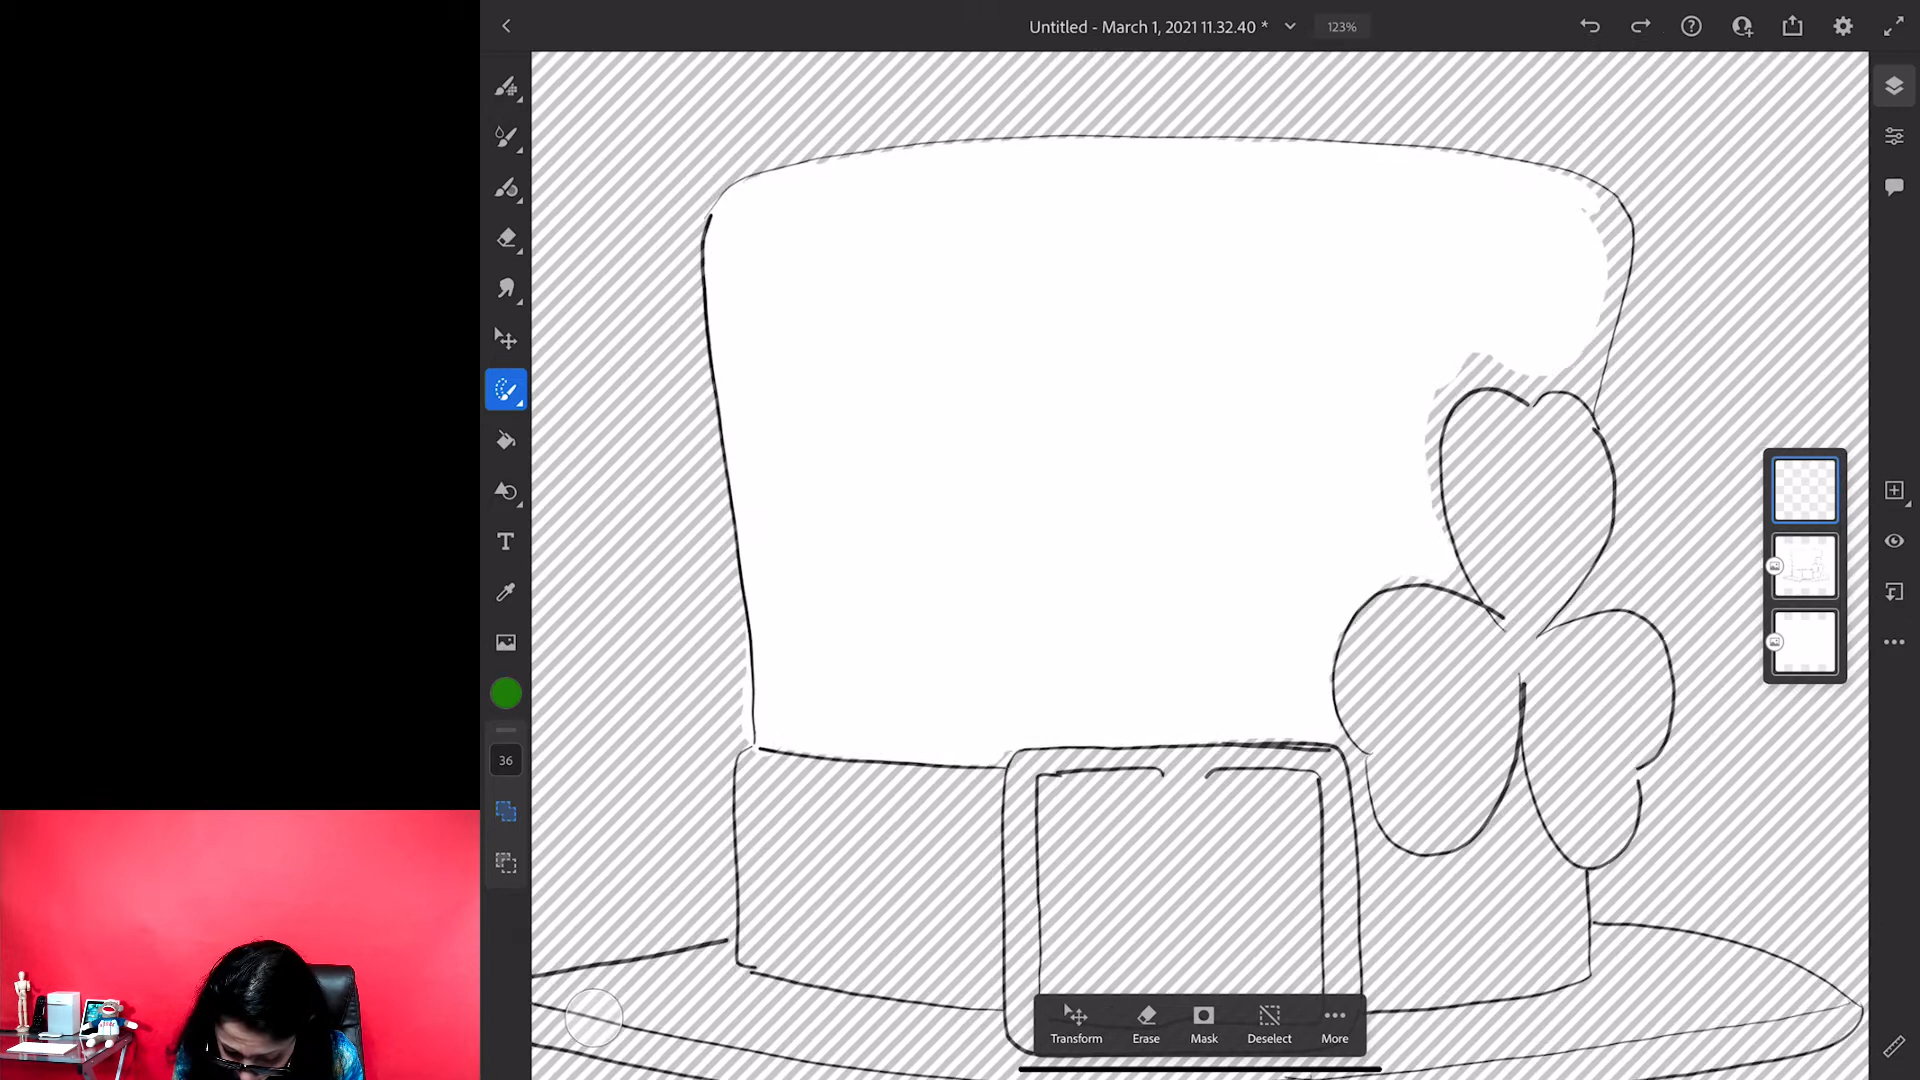 Untitled - March 1, 2021 11.32.40 *
123%
36
Transform
Erase
Mask
Deselect
More